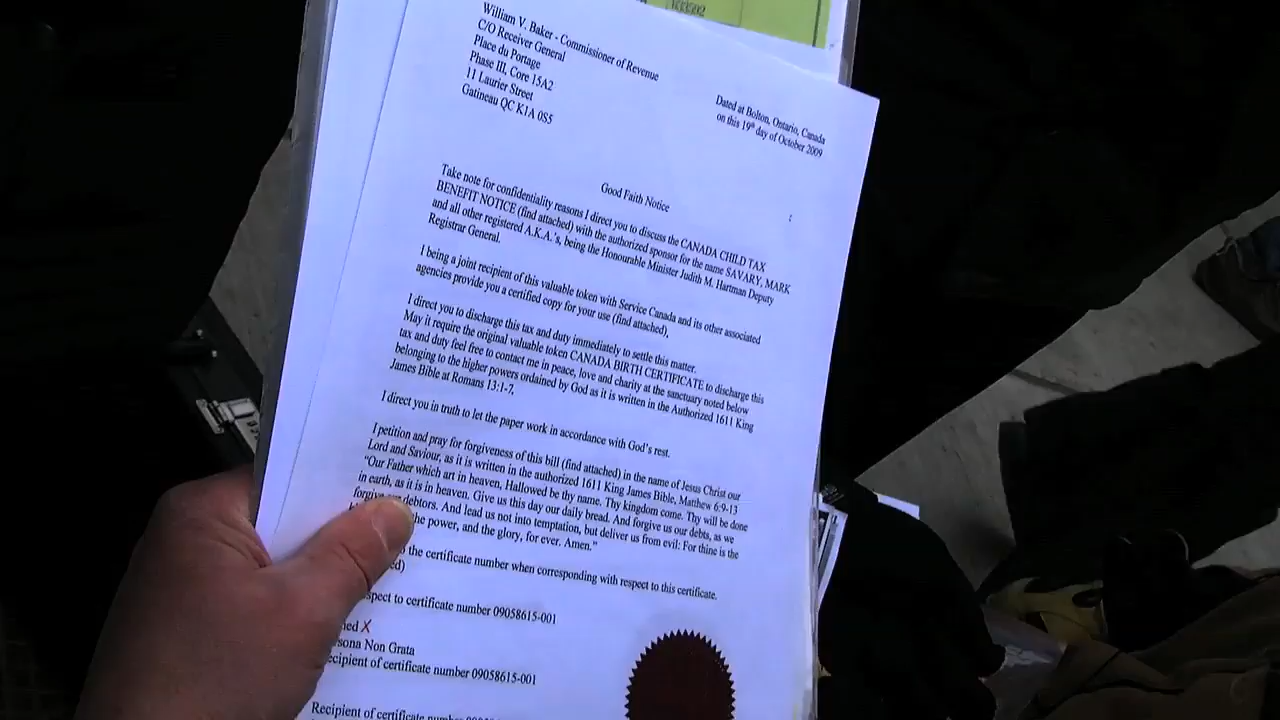 William V. Baker - Commissioner of Revenue
C/O Receiver General
Place du Portage
Phase III, Core 15A2
11 Laurier Street
Gatineau QC K1A 0S5
Dated at Bolton, Ontario, Canada
on this 19th day of October 2009
Good Faith Notice
Take note for confidentiality reasons I direct you to discuss the CANADA CHILD TAX
BENEFIT NOTICE (find attached) with the authorized sponsor for the name SAVARY, MARK
and all other registered A.K.A.'s, being the Honourable Minister Judith M. Hartman Deputy
Registrar General.
I being a joint recipient of this valuable token with Service Canada and its other associated
agencies provide you a certified copy for your use (find attached),
I direct you to discharge this tax and duty immediately to settle this matter.
May it require the original valuable token CANADA BIRTH CERTIFICATE to discharge this
tax and duty feel free to contact me in peace, love and charity at the sanctuary noted below
belonging to the higher powers ordained by God as it is written in the Authorized 1611 King
James Bible at Romans 13:1-7,
I direct you in truth to let the paper work in accordance with God's rest.
I petition and pray for forgiveness of this bill (find attached) in the name of Jesus Christ our
Lord and Saviour, as it is written in the authorized 1611 King James Bible, Matthew 6:9-13
"Our Father which art in heaven, Hallowed be thy name. Thy kingdom come. Thy will be done
in earth, as it is in heaven. Give us this day our daily bread. And forgive us our debts, as we
forgive our debtors. And lead us not into temptation, but deliver us from evil: For thine is the
the power, and the glory, for ever. Amen."
the certificate number when corresponding with respect to this certificate.
spect to certificate number 09058615-001
ned X
sona Non Grata
ecipient of certificate number 09058615-001
Recipient of certificate number